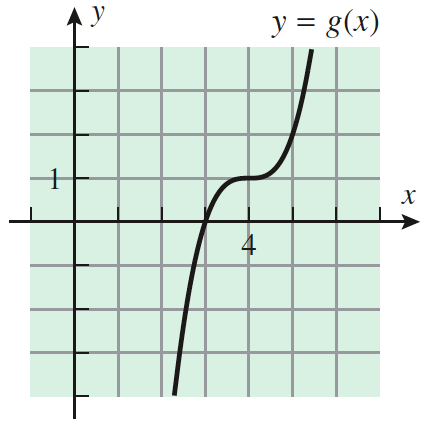 y
y = g(x)
1
x
4